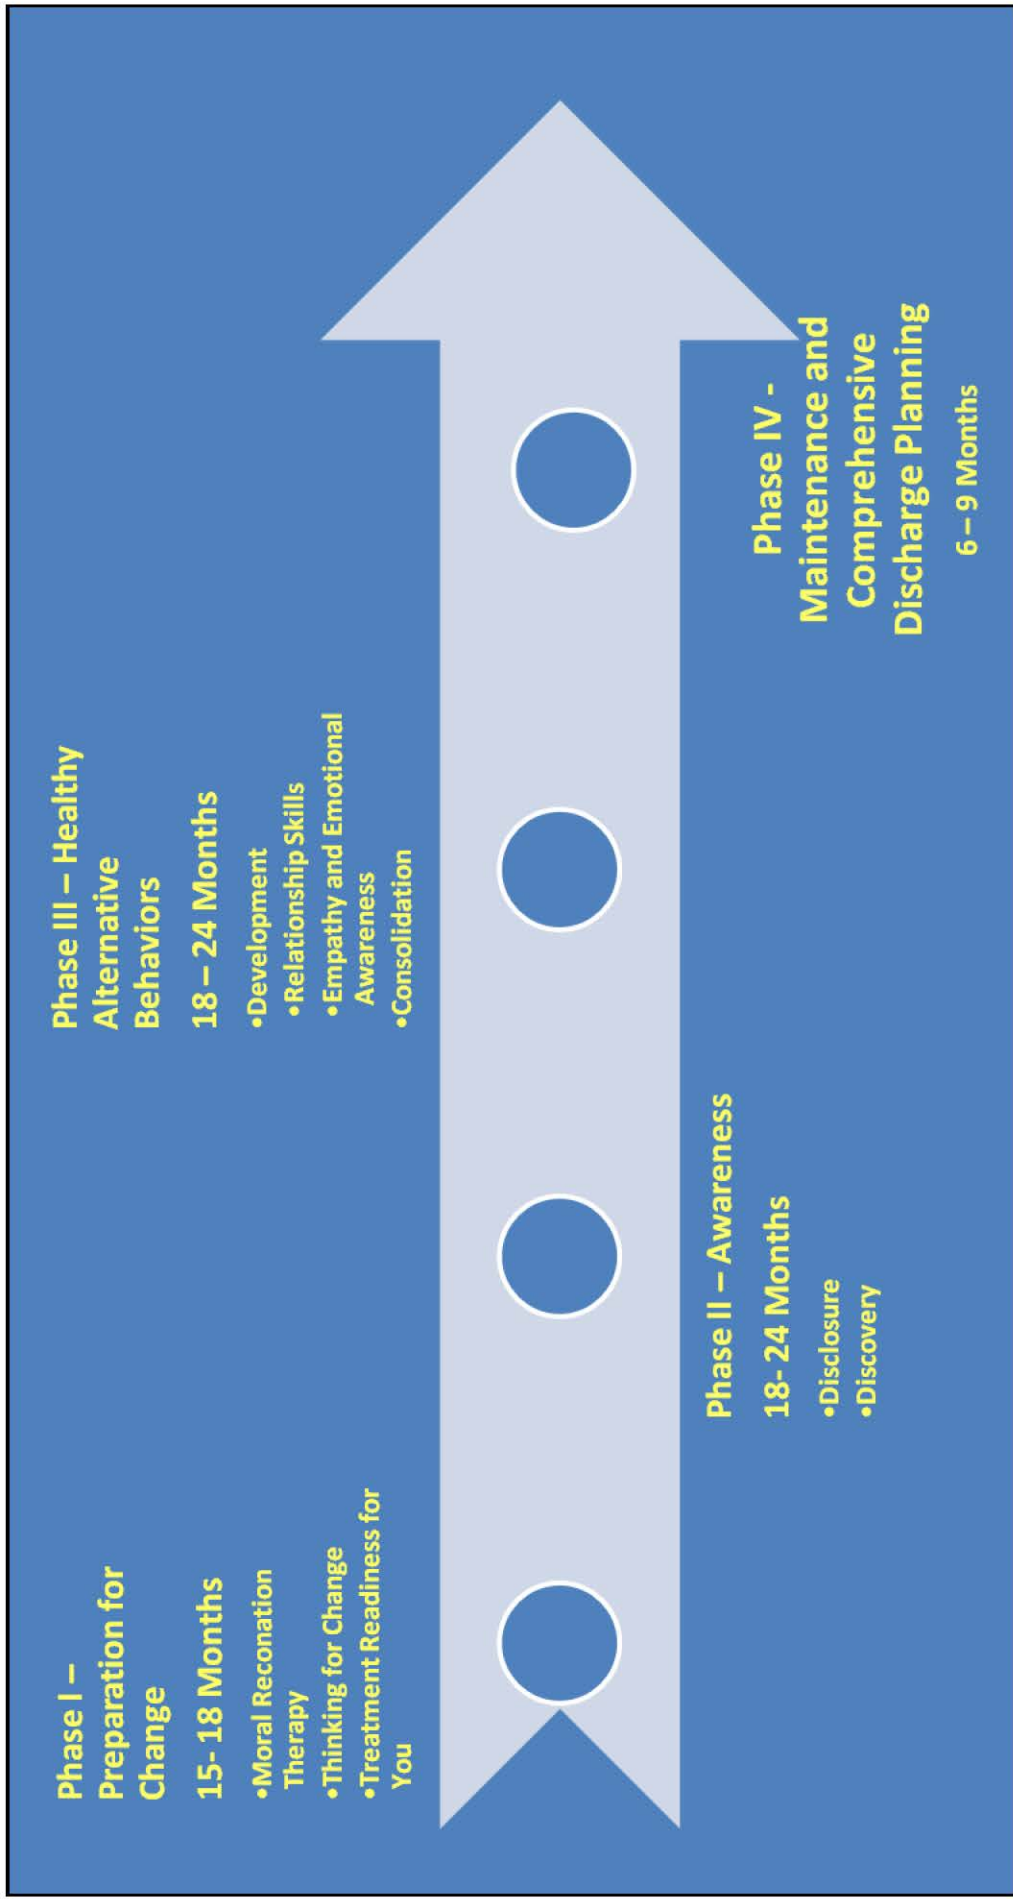 Phase I –
Preparation for
Change
15- 18 Months
•Moral Reconation
Therapy
•Thinking for Change
•Treatment Readiness for
You
Phase II – Awareness
18- 24 Months
•Disclosure
•Discovery
Phase III – Healthy
Alternative
Behaviors
18 – 24 Months
•Development
•Relationship Skills
•Empathy and Emotional
Awareness
•Consolidation
Phase IV -
Maintenance and
Comprehensive
Discharge Planning
6 – 9 Months